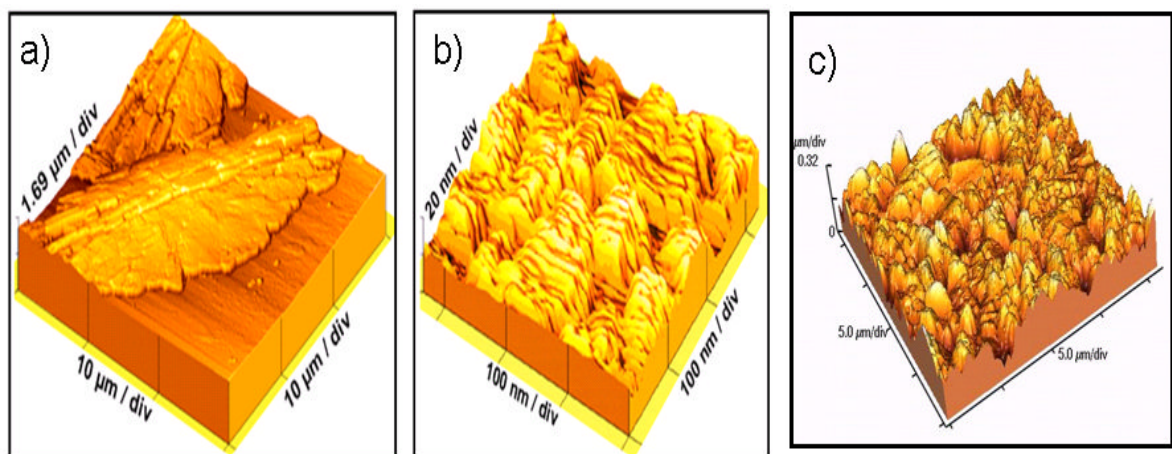 a)
1.69 µm / div
10 µm / div
10 µm / div
b)
20 nm / div
100 nm / div
100 nm / div
c)
µm/div
0.32
0
5.0 µm/div
5.0 µm/div